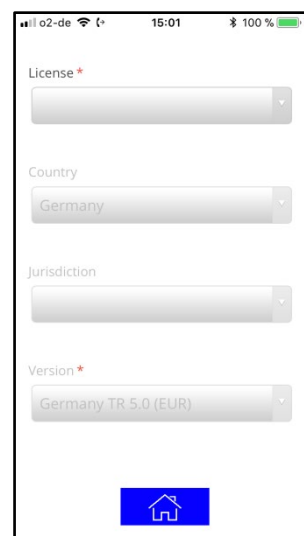 o2-de 15:01 100 %
License *
Country
Germany
Jurisdiction
Version *
Germany TR 5.0 (EUR)